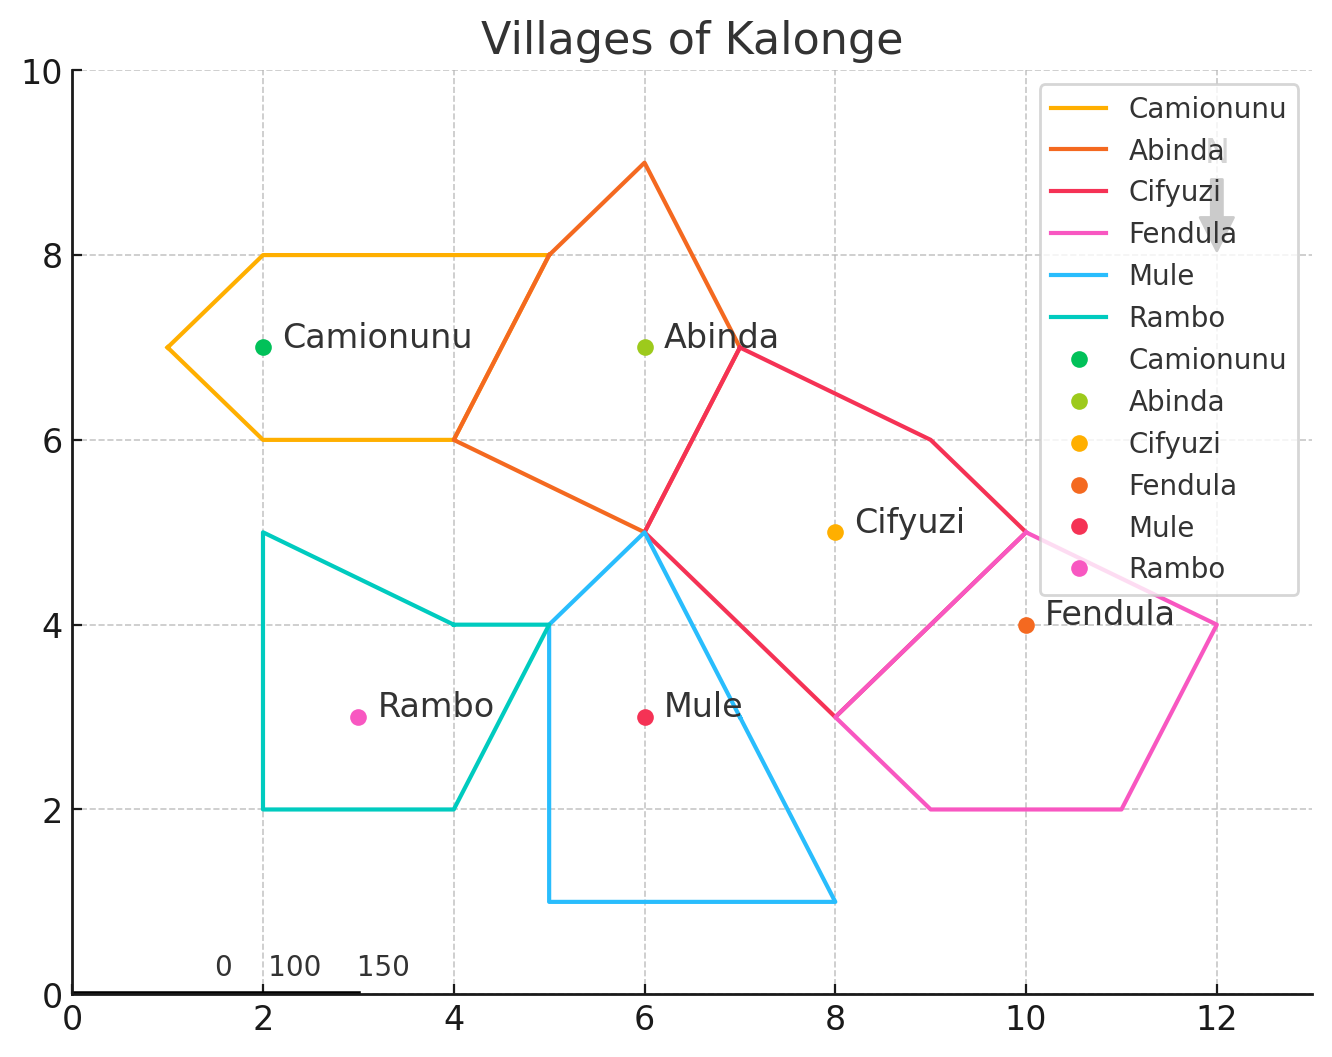 Villages of Kalonge
10
8
6
4
2
0
0 2 4 6 8 10 12
Camionunu
Abinda
Cifyuzi
Fendula
Rambo
Mule
0 100 150
Camionunu
Abinda
N
Cifyuzi
Fendula
Mule
Rambo
Camionunu
Abinda
Cifyuzi
Fendula
Mule
Rambo